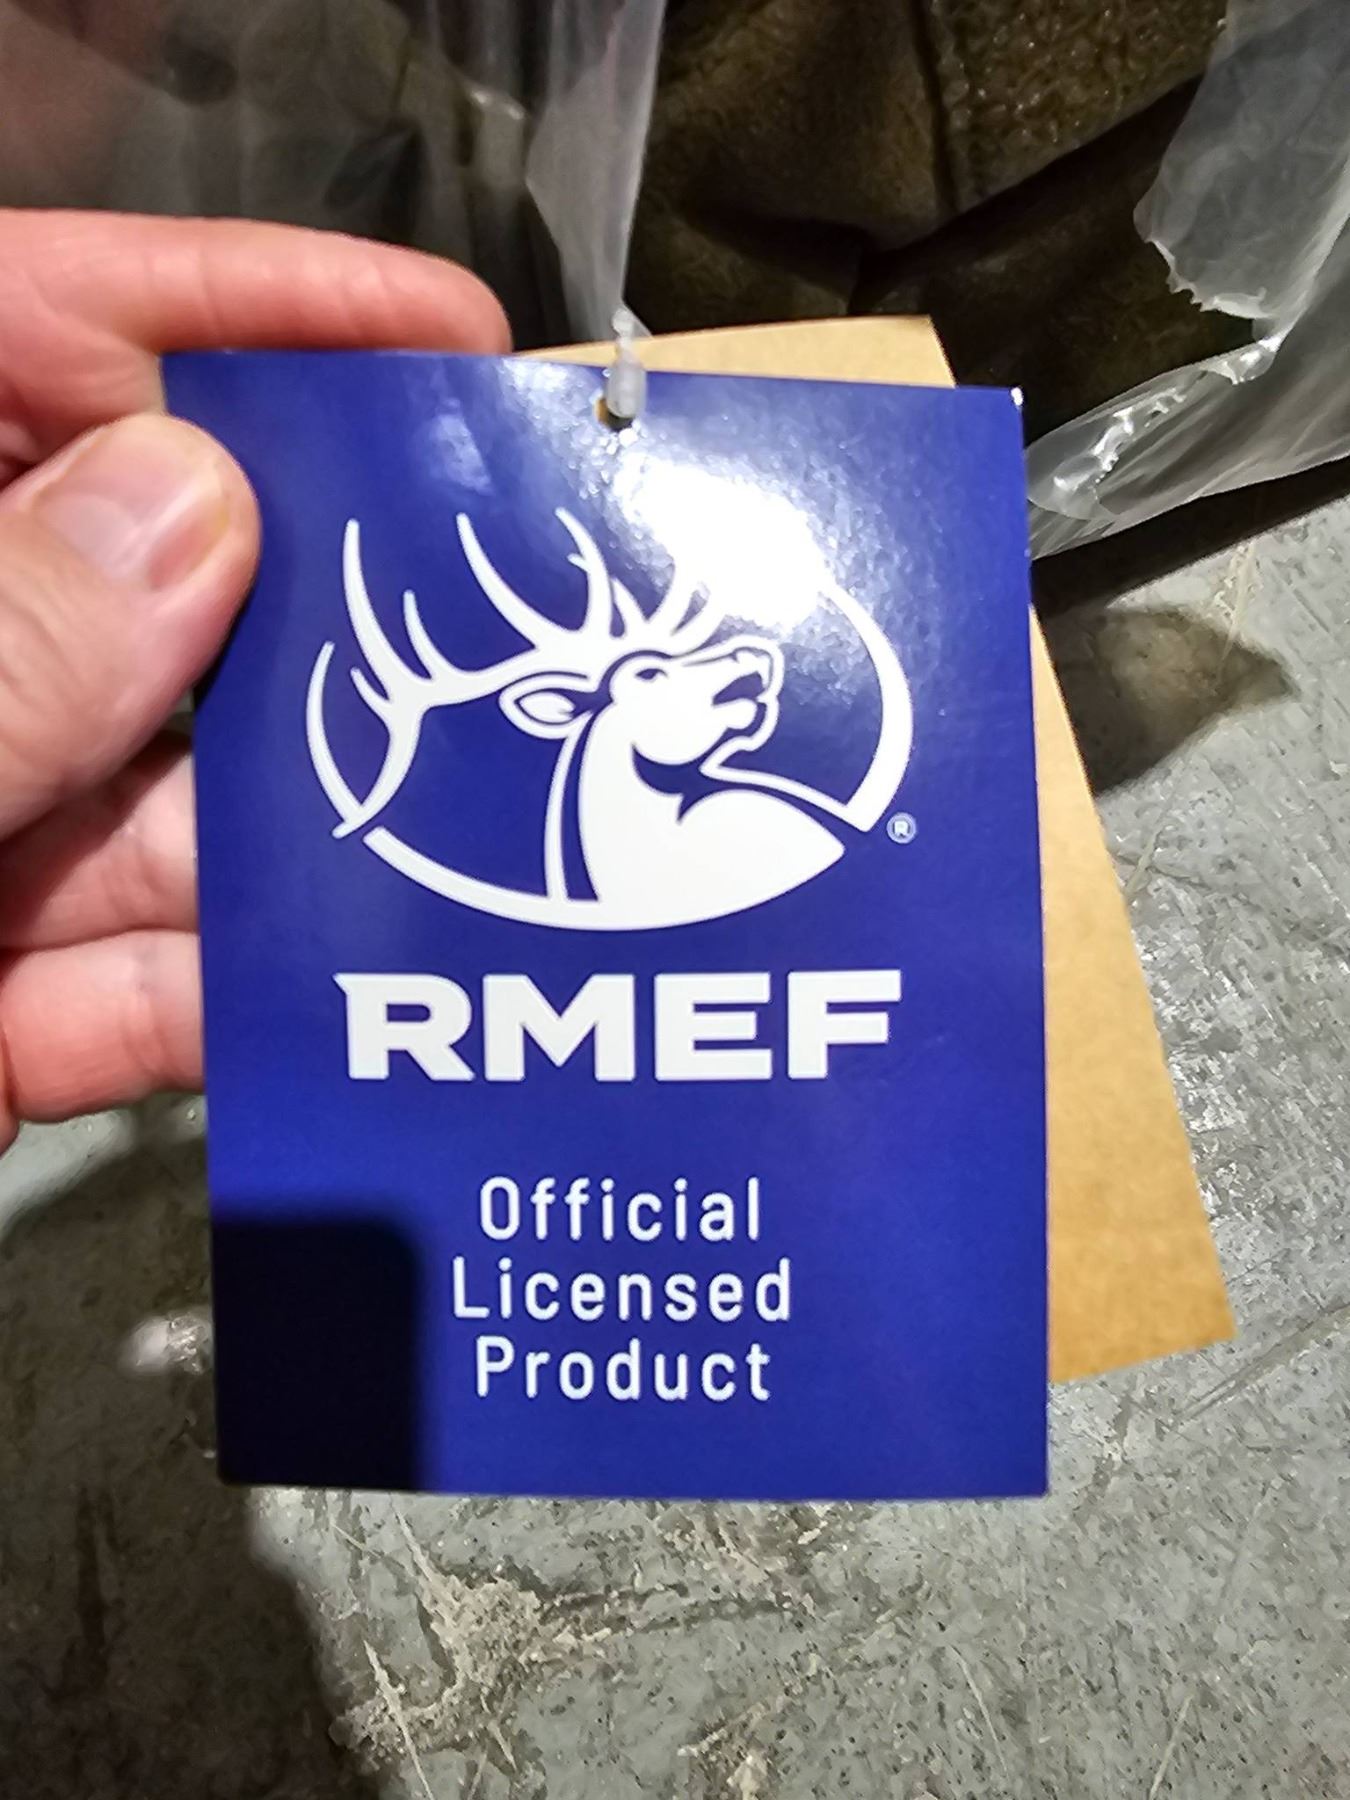 ®
RMEF
Official
Licensed
Product